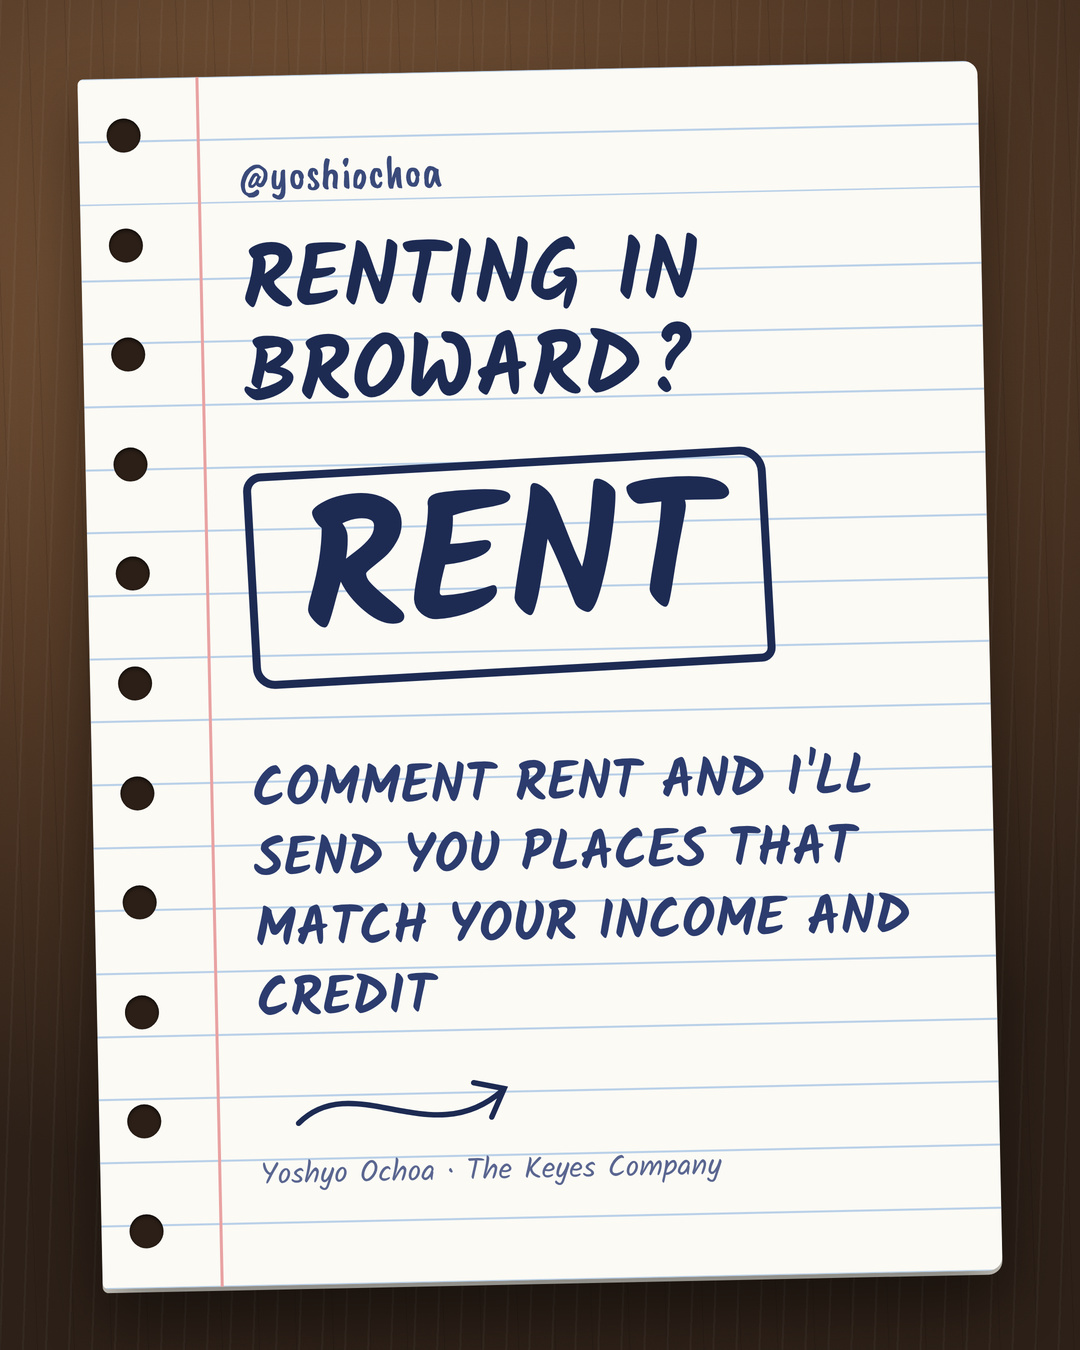 @yoshiochoa
RENTING IN
BROWARD?
RENT
COMMENT RENT AND I'LL
SEND YOU PLACES THAT
MATCH YOUR INCOME AND
CREDIT
Yoshyo Ochoa · The Keyes Company